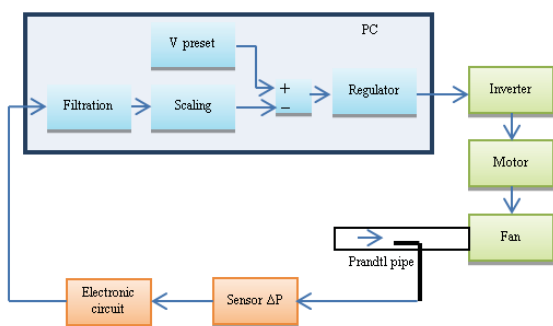 PC
V preset
Filtration
Scaling
+
−
Regulator
Inverter
Motor
Fan
Prandtl pipe
Sensor ΔP
Electronic
circuit